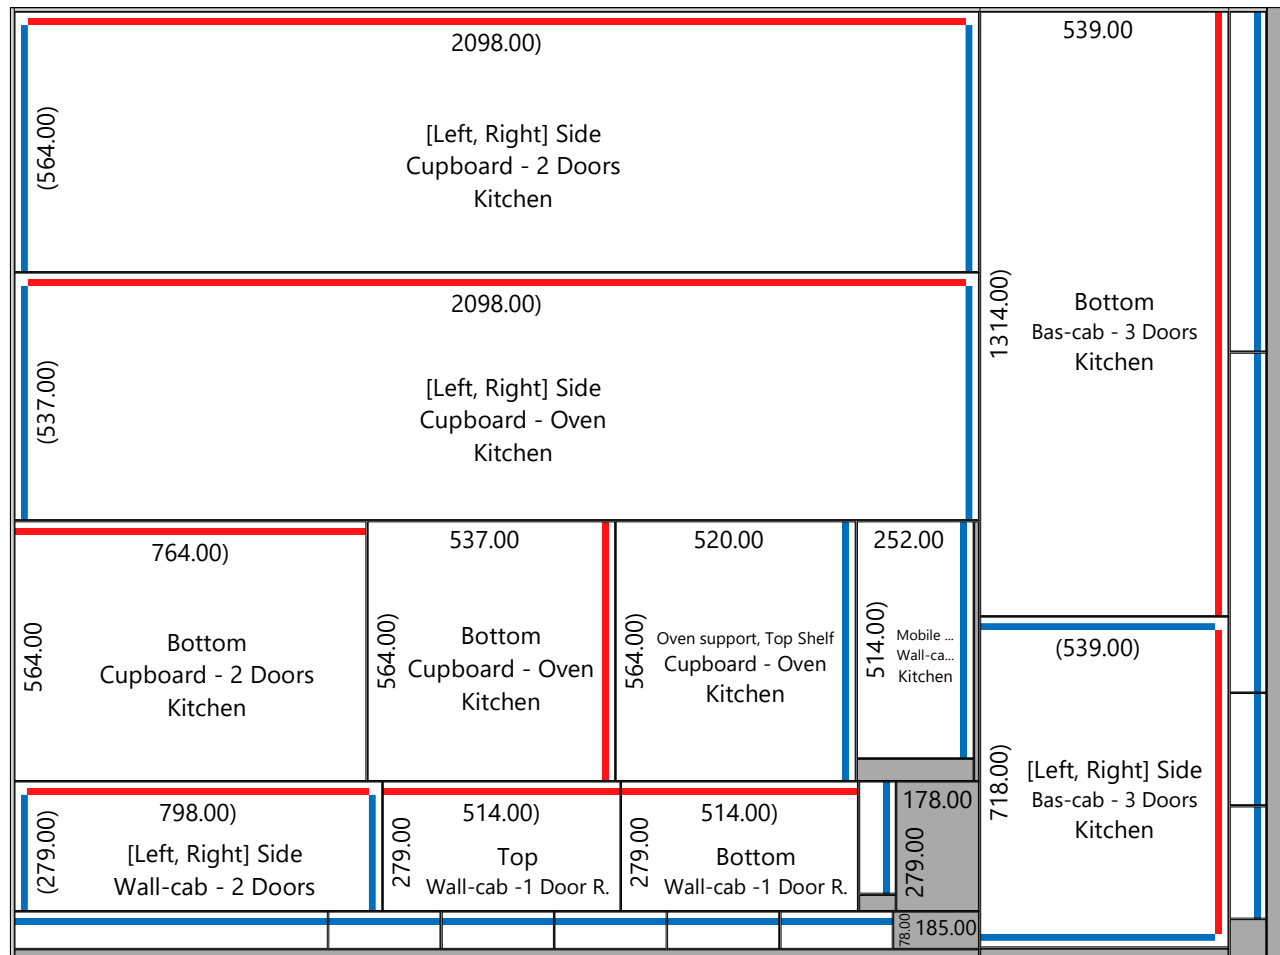 2098.00)
(564.00)
[Left, Right] Side
Cupboard - 2 Doors
Kitchen
539.00
1314.00)
Bottom
Bas-cab - 3 Doors
Kitchen
2098.00)
(537.00)
[Left, Right] Side
Cupboard - Oven
Kitchen
764.00)
564.00
Bottom
Cupboard - 2 Doors
Kitchen
537.00
564.00)
Bottom
Cupboard - Oven
Kitchen
520.00
564.00)
Oven support, Top Shelf
Cupboard - Oven
Kitchen
252.00
514.00)
Mobile ...
Wall-ca...
Kitchen
(539.00)
718.00)
[Left, Right] Side
Bas-cab - 3 Doors
Kitchen
798.00)
(279.00)
[Left, Right] Side
Wall-cab - 2 Doors
514.00)
279.00
Top
Wall-cab -1 Door R.
514.00)
279.00
Bottom
Wall-cab -1 Door R.
178.00
279.00
78.00
185.00